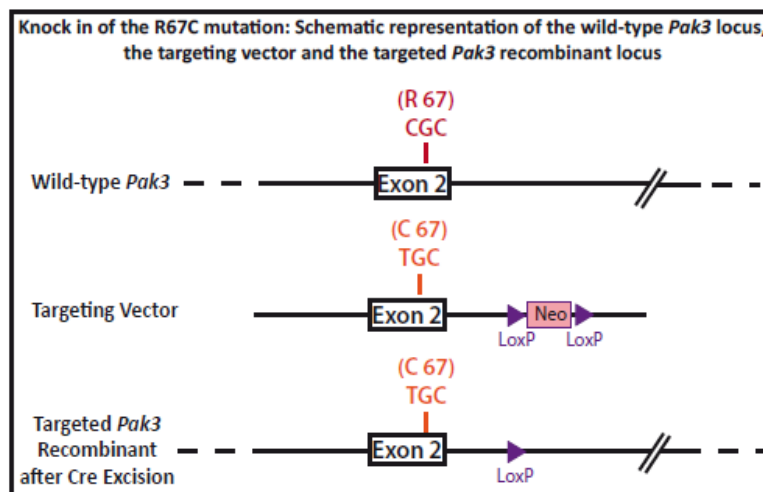 Knock in of the R67C mutation: Schematic representation of the wild-type Pak3 locus,
the targeting vector and the targeted Pak3 recombinant locus
(R 67)
CGC
Wild-type Pak3
Exon 2
(C 67)
TGC
Targeting Vector
Exon 2
Neo
LoxP
LoxP
(C 67)
TGC
Targeted Pak3
Recombinant
after Cre Excision
Exon 2
LoxP